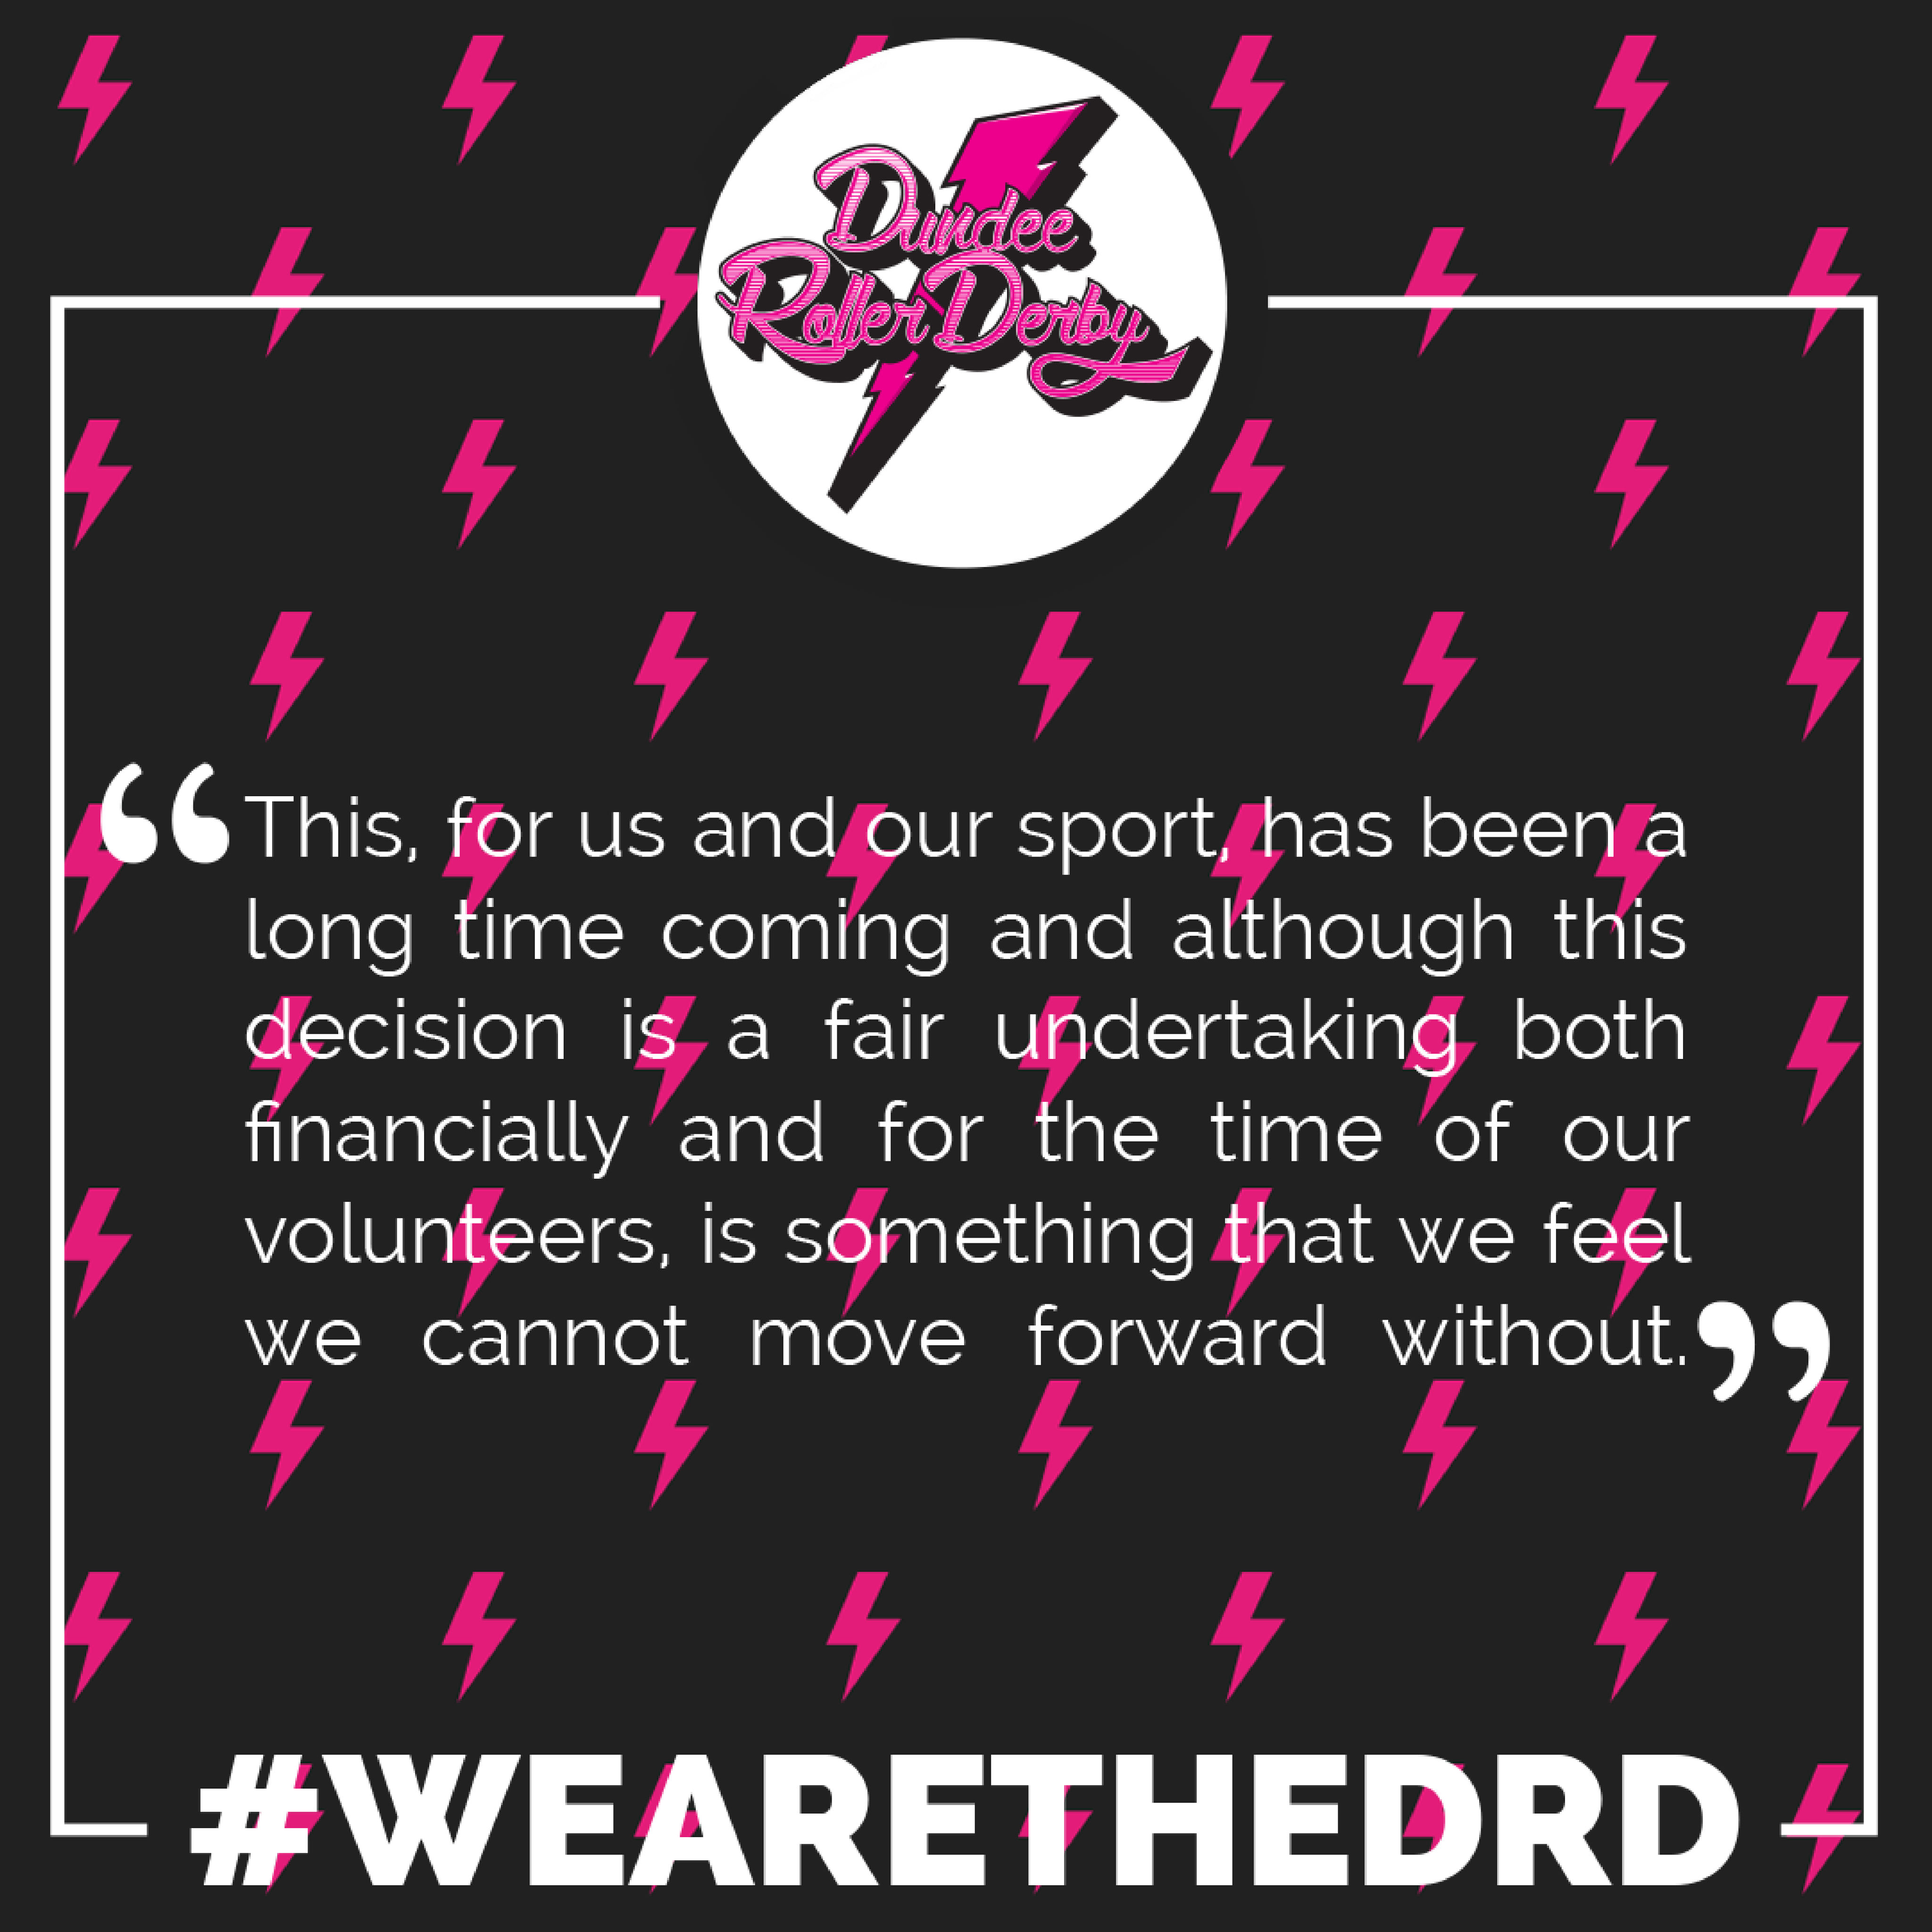 Dundee
Roller Derby
“This, for us and our sport, has been a
long time coming and although this
decision is a fair undertaking both
financially and for the time of our
volunteers, is something that we feel
we cannot move forward without.”
#WEARETHEDRD